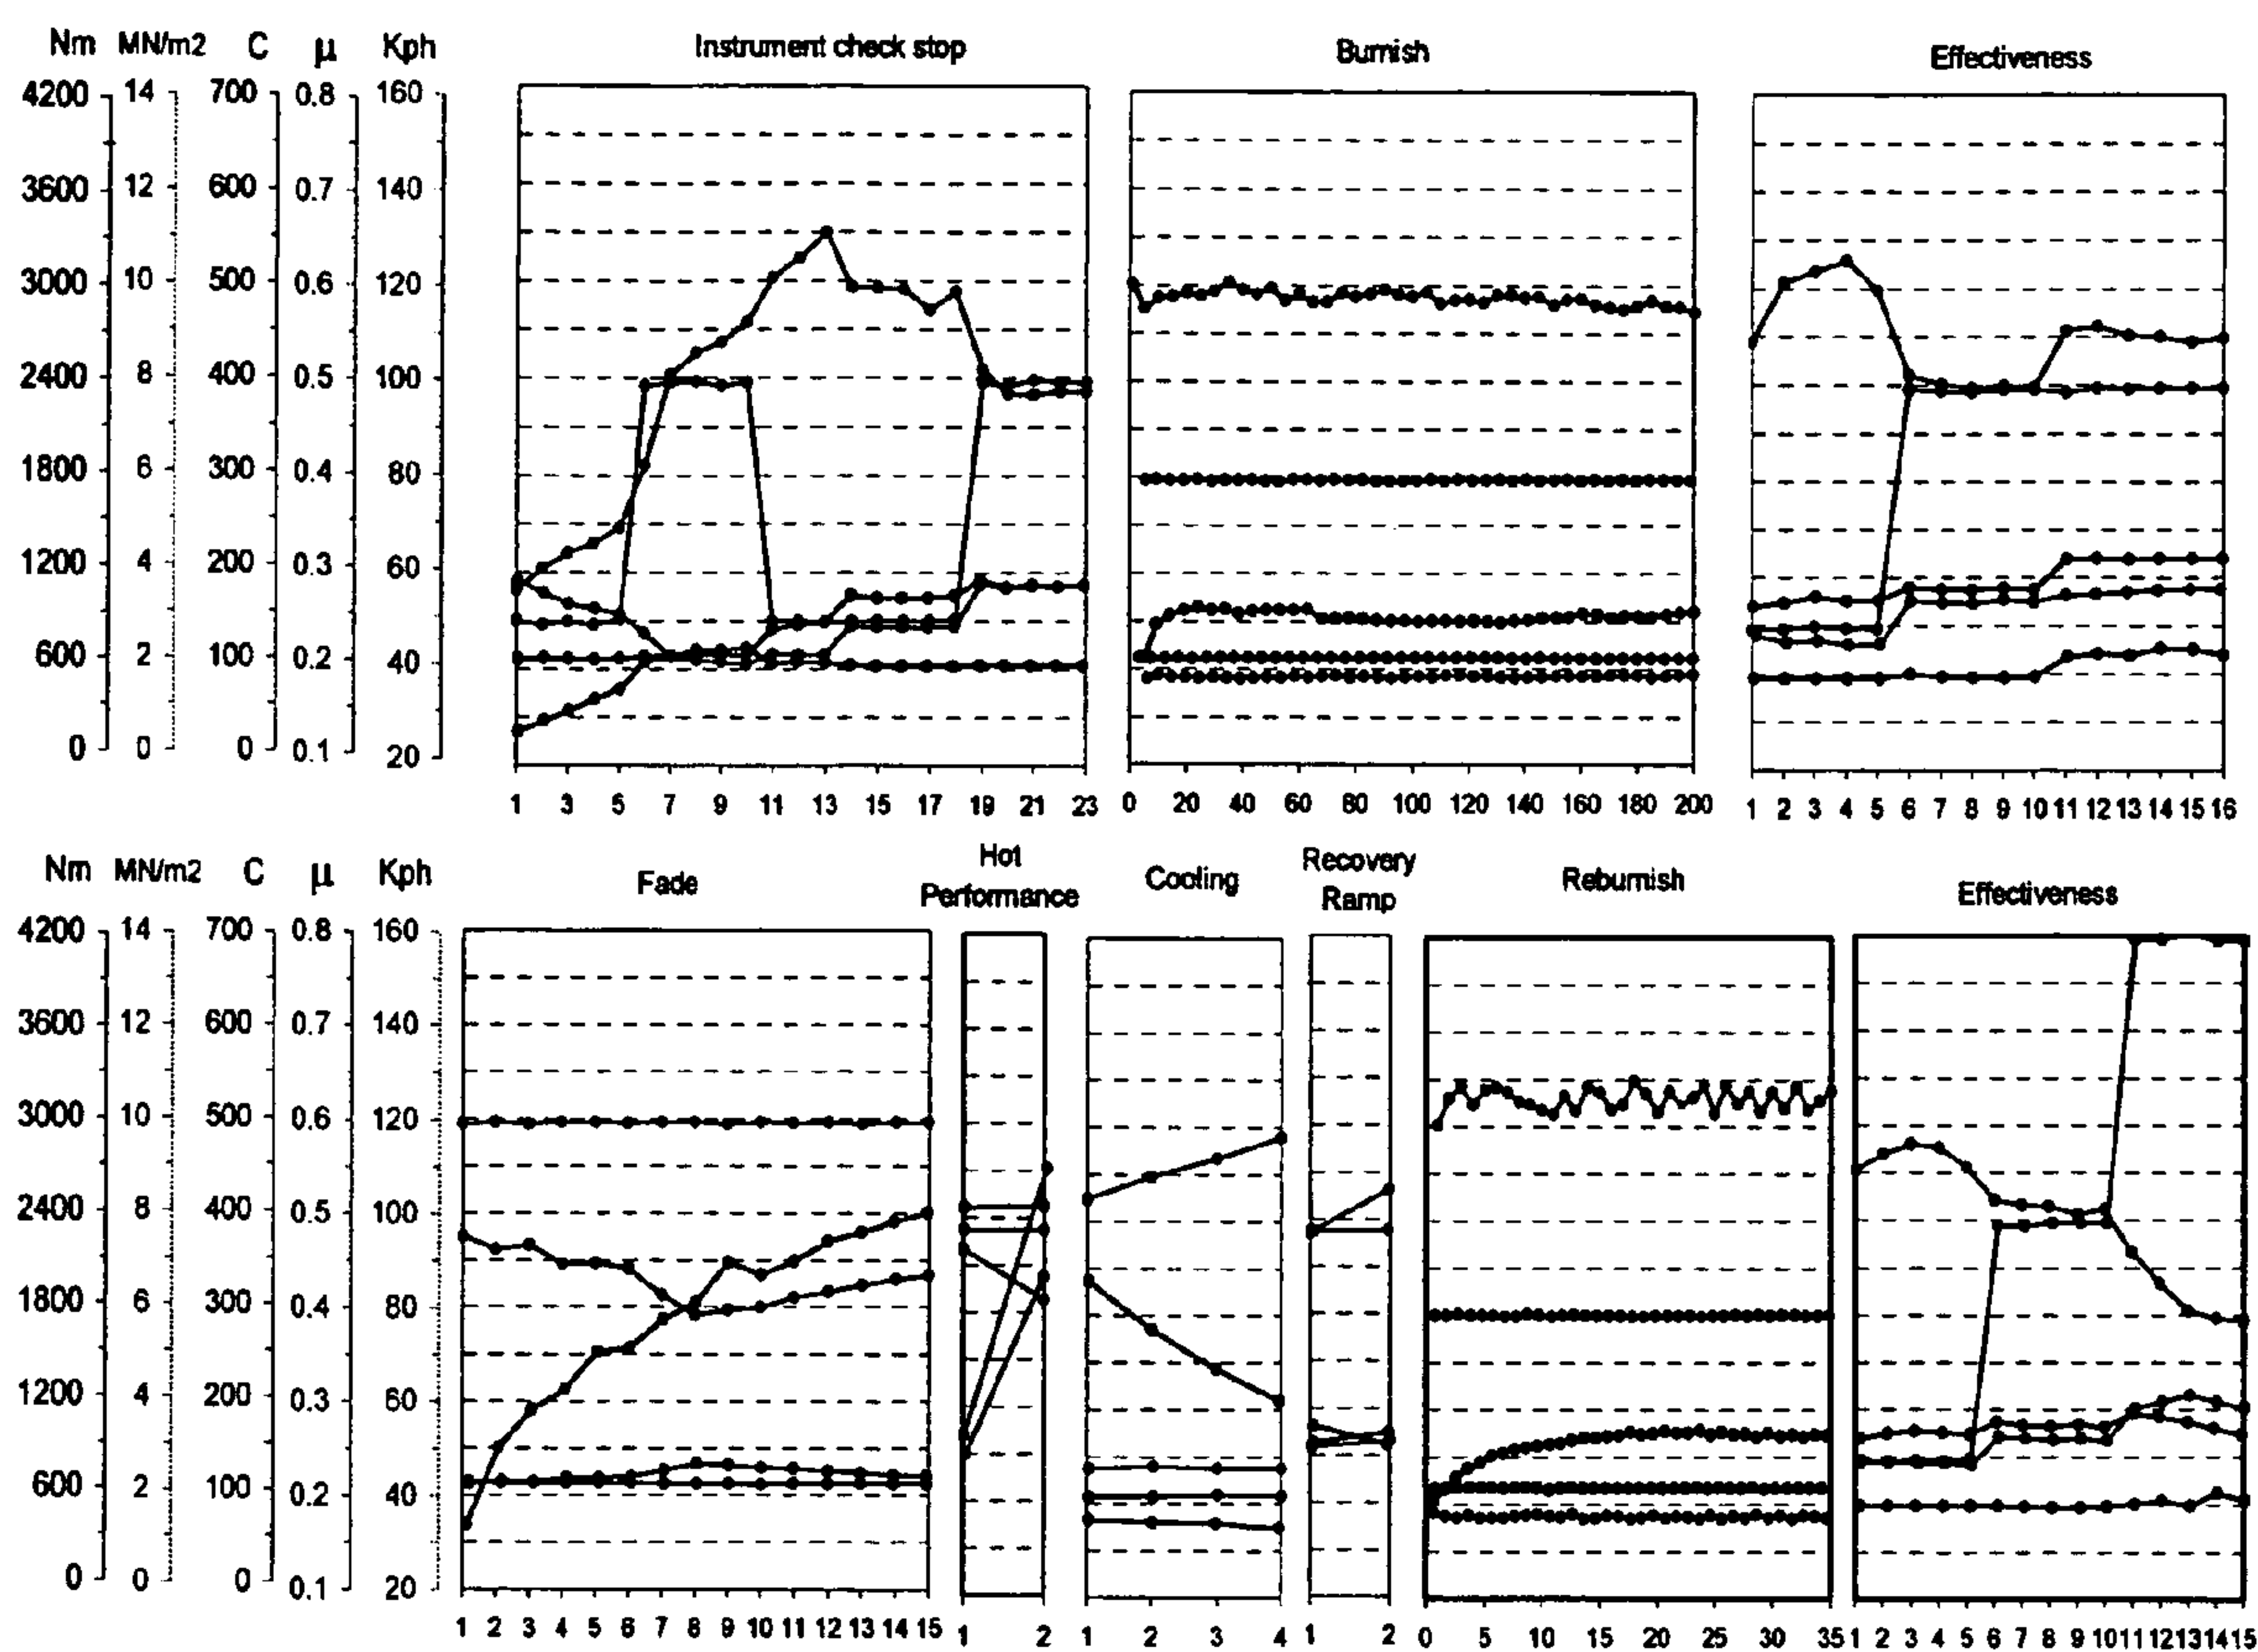 Nm MN/m2 C μ Kph Instrument check stop Burnish Effectiveness
4200 14 700 0.8 160
3600 12 600 0.7 140
3000 10 500 0.6 120
2400 8 400 0.5 100
1800 6 300 0.4 80
1200 4 200 0.3 60
600 2 100 0.2 40
0 0 0 0.1 20
1 3 5 7 9 11 13 15 17 19 21 23 0 20 40 60 80 100 120 140 160 180 200 1 2 3 4 5 6 7 8 9 10 11 12 13 14 15 16
Nm MN/m2 C μ Kph Fade Hot Performance Cooling Recovery Ramp Reburnish Effectiveness
4200 14 700 0.8 160
3600 12 600 0.7 140
3000 10 500 0.6 120
2400 8 400 0.5 100
1800 6 300 0.4 80
1200 4 200 0.3 60
600 2 100 0.2 40
0 0 0 0.1 20
1 2 3 4 5 6 7 8 9 10 11 12 13 14 15 1 2 1 2 3 4 1 2 0 5 10 15 20 25 30 35 1 2 3 4 5 6 7 8 9 10 11 12 13 14 15